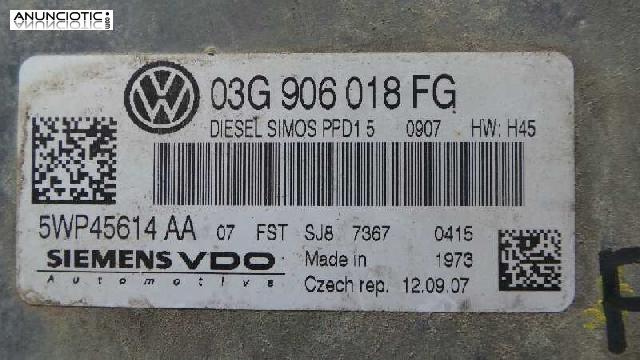 ANUNCIOTIC.com
03G 906 018 FG
DIESEL SIMOS PPD1 5 0907 HW: H45
5WP45614 AA 07 FST SJ8 7367 0415
SIEMENS VDO Made in 1973
Automotive Czech rep. 12.09.07